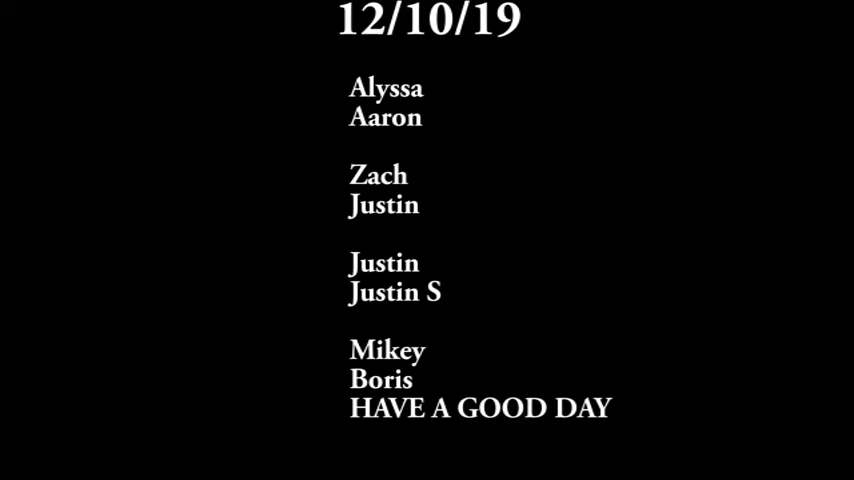 12/10/19
Alyssa
Aaron
Zach
Justin
Justin
Justin S
Mikey
Boris
HAVE A GOOD DAY